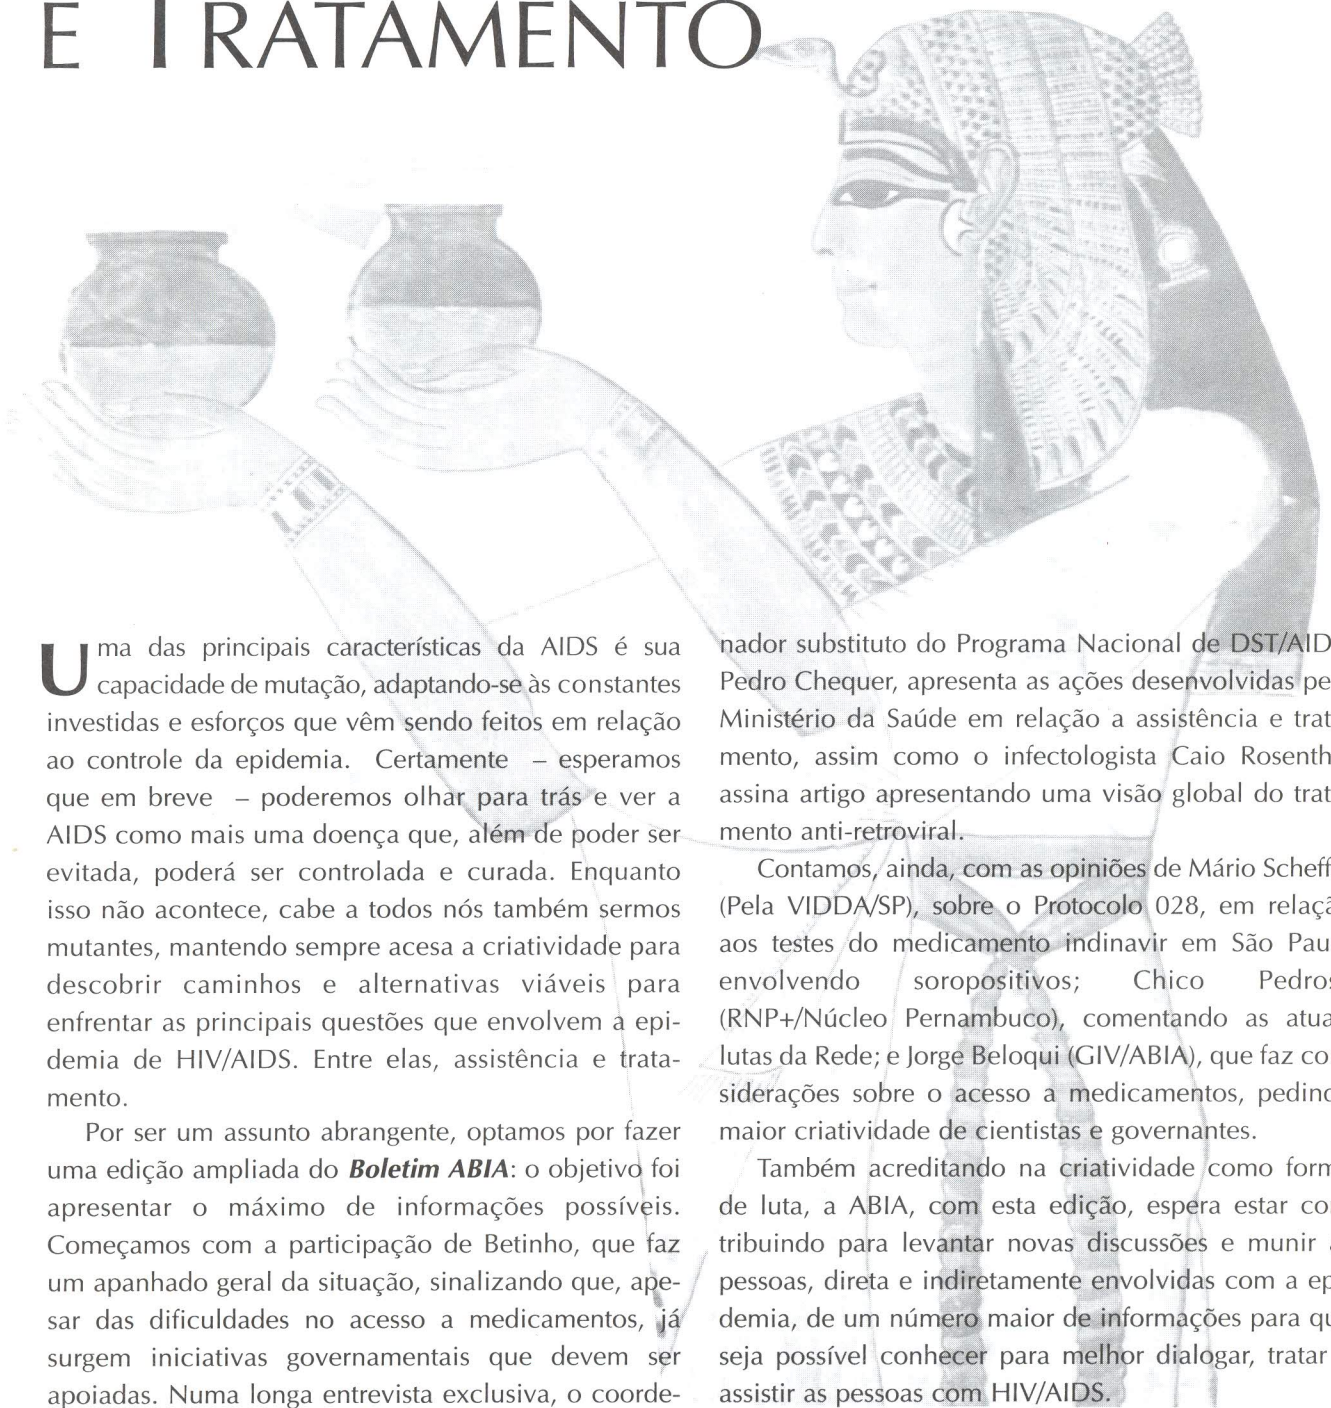 E TRATAMENTO
Uma das principais características da AIDS é sua
capacidade de mutação, adaptando-se às constantes
investidas e esforços que vêm sendo feitos em relação
ao controle da epidemia. Certamente – esperamos
que em breve – poderemos olhar para trás e ver a
AIDS como mais uma doença que, além de poder ser
evitada, poderá ser controlada e curada. Enquanto
isso não acontece, cabe a todos nós também sermos
mutantes, mantendo sempre acesa a criatividade para
descobrir caminhos e alternativas viáveis para
enfrentar as principais questões que envolvem a epi-
demia de HIV/AIDS. Entre elas, assistência e trata-
mento.
Por ser um assunto abrangente, optamos por fazer
uma edição ampliada do Boletim ABIA: o objetivo foi
apresentar o máximo de informações possíveis.
Começamos com a participação de Betinho, que faz
um apanhado geral da situação, sinalizando que, ape-
sar das dificuldades no acesso a medicamentos, já
surgem iniciativas governamentais que devem ser
apoiadas. Numa longa entrevista exclusiva, o coorde-
nador substituto do Programa Nacional de DST/AID
Pedro Chequer, apresenta as ações desenvolvidas pe
Ministério da Saúde em relação a assistência e trat
mento, assim como o infectologista Caio Rosenth
assina artigo apresentando uma visão global do trat
mento anti-retroviral.
Contamos, ainda, com as opiniões de Mário Scheff
(Pela VIDDA/SP), sobre o Protocolo 028, em relaçã
aos testes do medicamento indinavir em São Pau
envolvendo soropositivos; Chico Pedros
(RNP+/Núcleo Pernambuco), comentando as atua
lutas da Rede; e Jorge Beloqui (GIV/ABIA), que faz co
siderações sobre o acesso a medicamentos, pedind
maior criatividade de cientistas e governantes.
Também acreditando na criatividade como form
de luta, a ABIA, com esta edição, espera estar co
tribuindo para levantar novas discussões e munir
pessoas, direta e indiretamente envolvidas com a ep
demia, de um número maior de informações para qu
seja possível conhecer para melhor dialogar, tratar
assistir as pessoas com HIV/AIDS.